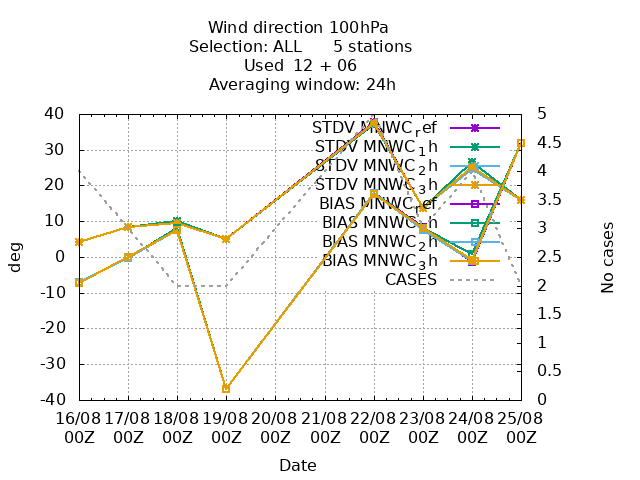 Wind direction 100hPa
Selection: ALL 5 stations
Used 12 + 06
Averaging window: 24h
40
30
20
10
0
-10
-20
-30
-40
deg
5
4.5
4
3.5
3
2.5
2
1.5
1
0.5
0
No cases
STDV MNWC_ref
STDV MNWC_1h
STDV MNWC_2h
STDV MNWC_3h
BIAS MNWC_ref
BIAS MNWC_1h
BIAS MNWC_2h
BIAS MNWC_3h
CASES
16/08 17/08 18/08 19/08 20/08 21/08 22/08 23/08 24/08 25/08
00Z 00Z 00Z 00Z 00Z 00Z 00Z 00Z 00Z 00Z
Date